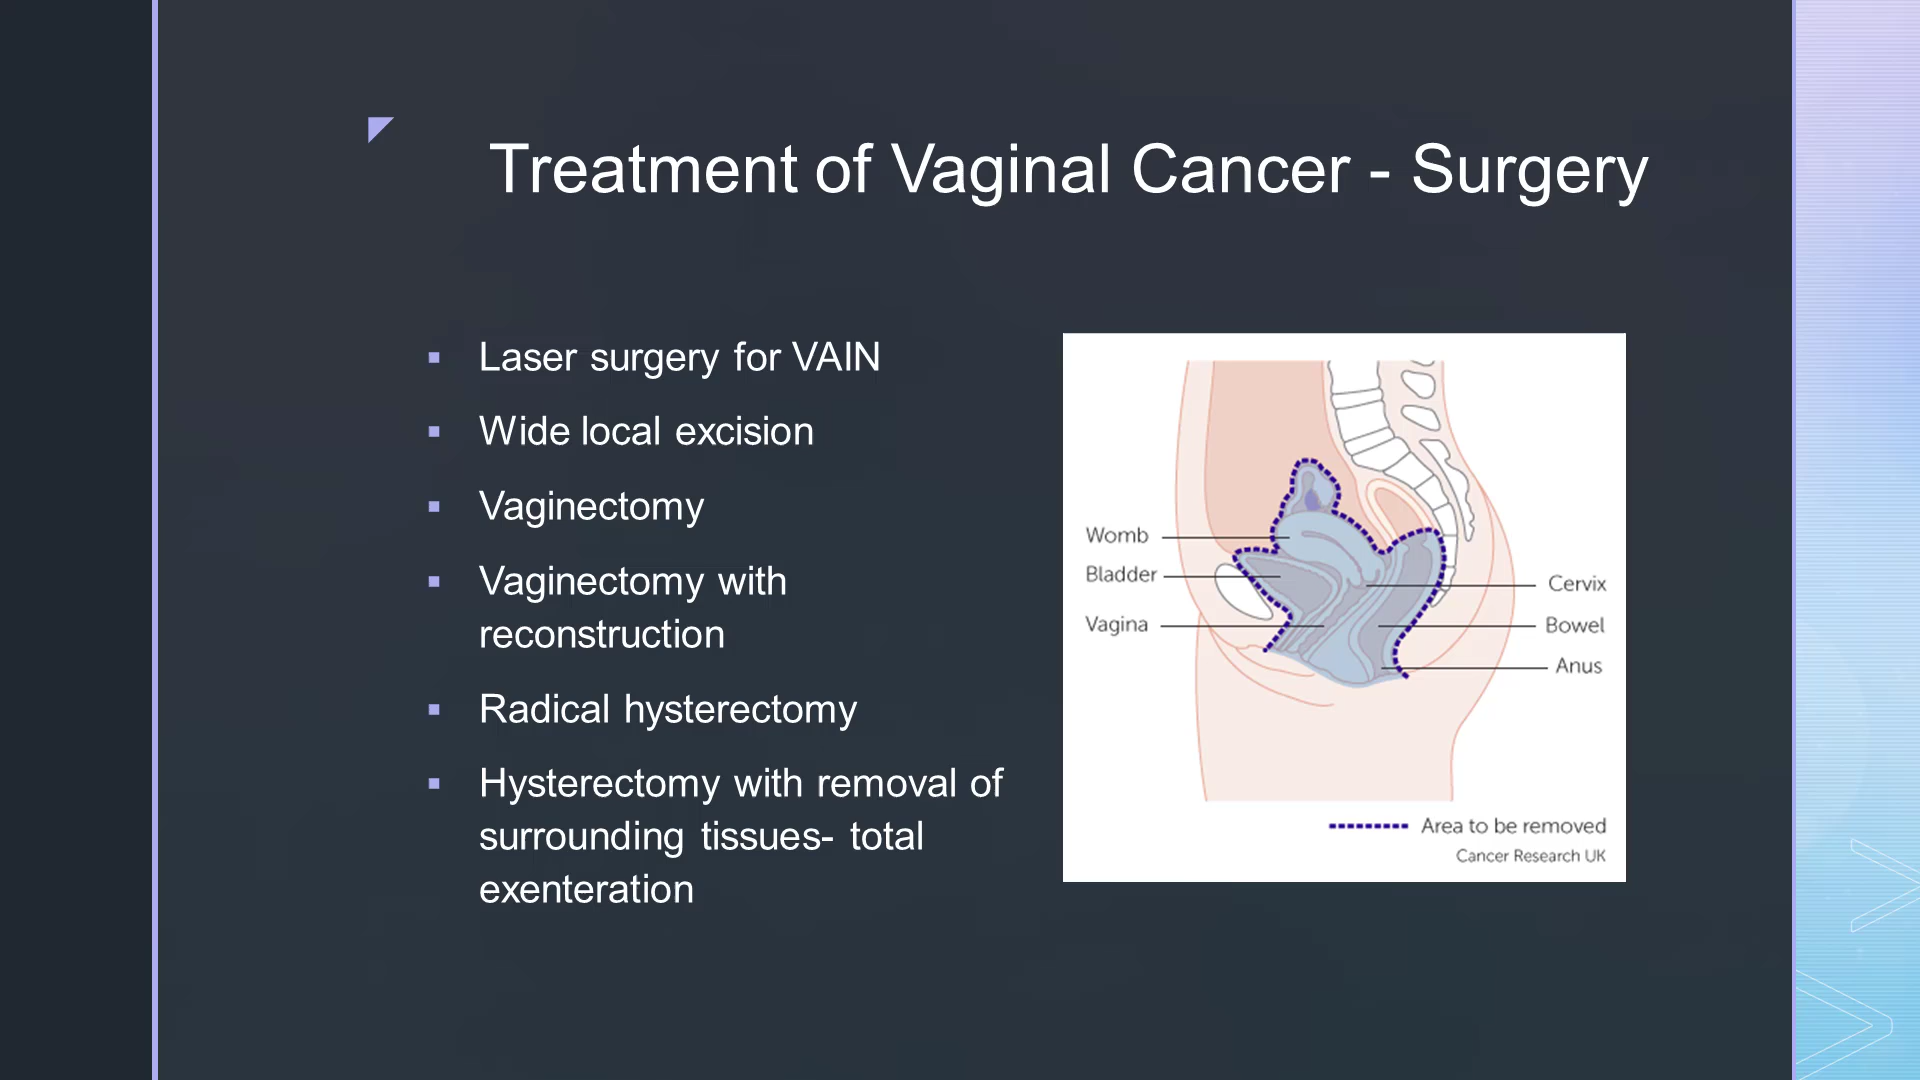 Treatment of Vaginal Cancer - Surgery
Laser surgery for VAIN
Wide local excision
Vaginectomy
Vaginectomy with
reconstruction
Radical hysterectomy
Hysterectomy with removal of
surrounding tissues- total
exenteration
Womb
Bladder
Vagina
Cervix
Bowel
Anus
Area to be removed
Cancer Research UK